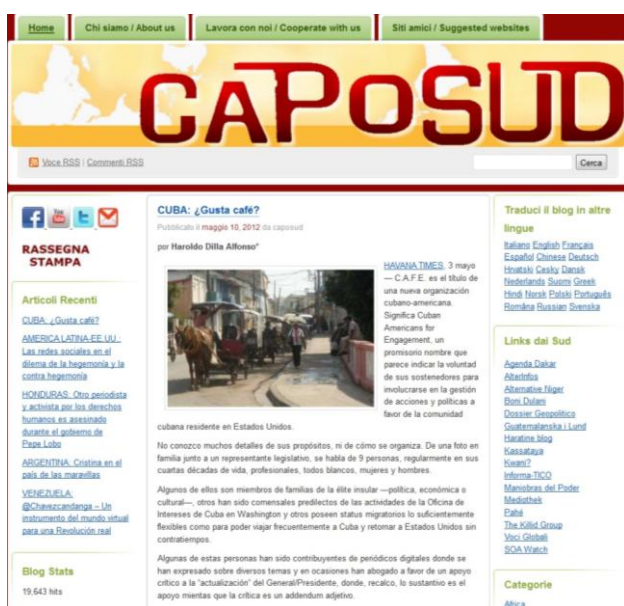 Home
Chi siamo / About us
Lavora con noi / Cooperate with us
Siti amici / Suggested websites
CAPOSUD
Voce RSS | Commenti RSS
Cerca
RASSEGNA
STAMPA
Articoli Recenti
CUBA: ¿Gusta café?
AMERICA LATINA-EE.UU.:
Las redes sociales en el
dilema de la hegemonía y la
contra hegemonía
HONDURAS: Otro periodista
y activista por los derechos
humanos es asesinado
durante el gobierno de
Pepe Lobo
ARGENTINA: Cristina en el
país de las maravillas
VENEZUELA:
@Chavezcandanga – Un
instrumento del mundo virtual
para una Revolución real
Blog Stats
19,643 hits
CUBA: ¿Gusta café?
Pubblicato il maggio 10, 2012 da caposud
por Haroldo Dilla Alfonso*
HAVANA TIMES, 3 mayo
— C.A.F.E. es el título de
una nueva organización
cubano-americana.
Significa Cuban
Americans for
Engagement, un
promisorio nombre que
parece indicar la voluntad
de sus sostenedores para
involucrarse en la gestión
de acciones y políticas a
favor de la comunidad
cubana residente en Estados Unidos.
No conozco muchos detalles de sus propósitos, ni de cómo se organiza. De una foto en
familia junto a un representante legislativo, se habla de 9 personas, regularmente en sus
cuartas décadas de vida, profesionales, todos blancos, mujeres y hombres.
Algunos de ellos son miembros de familias de la élite insular —política, económica o
cultural—, otros han sido comensales predilectos de las actividades de la Oficina de
Intereses de Cuba en Washington y otros poseen status migratorios lo suficientemente
flexibles como para poder viajar frecuentemente a Cuba y retornar a Estados Unidos sin
contratiempos.
Algunas de estas personas han sido contribuyentes de periódicos digitales donde se
han expresado sobre diversos temas y en ocasiones han abogado a favor de un apoyo
crítico a la “actualización” del General/Presidente, donde, recalco, lo sustantivo es el
apoyo mientas que la crítica es un addendum adjetivo.
Traduci il blog in altre
lingue
Italiano English Français
Español Chinese Deutsch
Hrvatski Cesky Dansk
Nederlands Suomi Greek
Hindi Norsk Polski Português
Româna Russian Svenska
Links dai Sud
Agenda Dakar
AlterInfos
Alternative Niger
Boni Dulani
Dossier Geopolitico
Guatemalanska i Lund
Haratine blog
Kassataya
Kwani?
Informa-TICO
Maniobras del Poder
Mediothek
Pahé
The Killid Group
Voci Globali
SOA Watch
Categorie
Africa